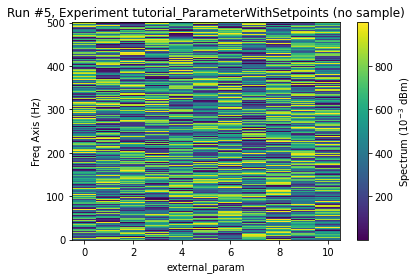 Run #5, Experiment tutorial_ParameterWithSetpoints (no sample)
500
400
300
200
100
0
Freq Axis (Hz)
0 2 4 6 8 10
external_param
800
600
400
200
Spectrum (10⁻³ dBm)